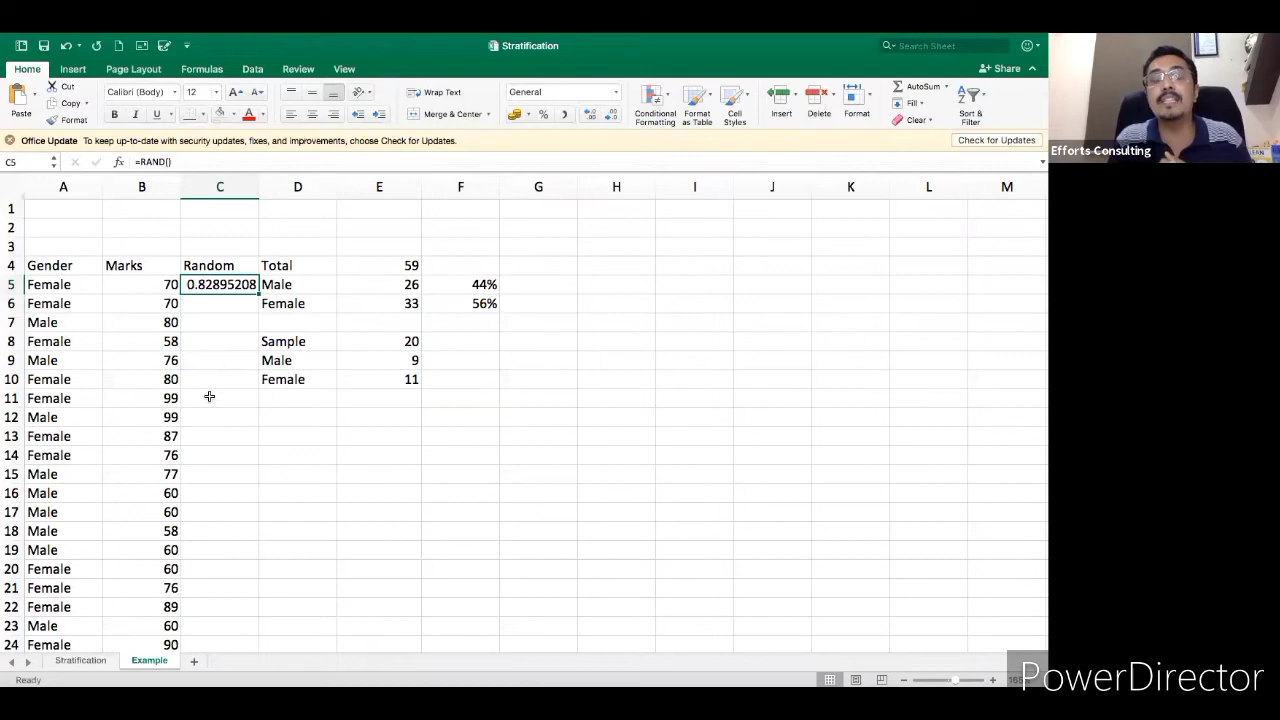 Stratification
Search Sheet
Home Insert Page Layout Formulas Data Review View
Share
Paste
Cut
Copy
Format
Calibri (Body) 12
Wrap Text
Merge & Center
General
Conditional Formatting
Format as Table
Cell Styles
Insert
Delete
Format
AutoSum
Fill
Clear
Sort & Filter
Office Update To keep up-to-date with security updates, fixes, and improvements, choose Check for Updates.
Check for Updates
Efforts Consulting
C5 fx =RAND()
A B C D E F G H I J K L M
1
2
3
4 Gender Marks Random Total 59
5 Female 70 0.82895208 Male 26 44%
6 Female 70 Female 33 56%
7 Male 80
8 Female 58 Sample 20
9 Male 76 Male 9
10 Female 80 Female 11
11 Female 99
12 Male 99
13 Female 87
14 Female 76
15 Male 77
16 Male 60
17 Male 60
18 Male 58
19 Male 60
20 Female 60
21 Female 76
22 Female 89
23 Male 60
24 Female 90
Stratification Example
Ready
PowerDirector